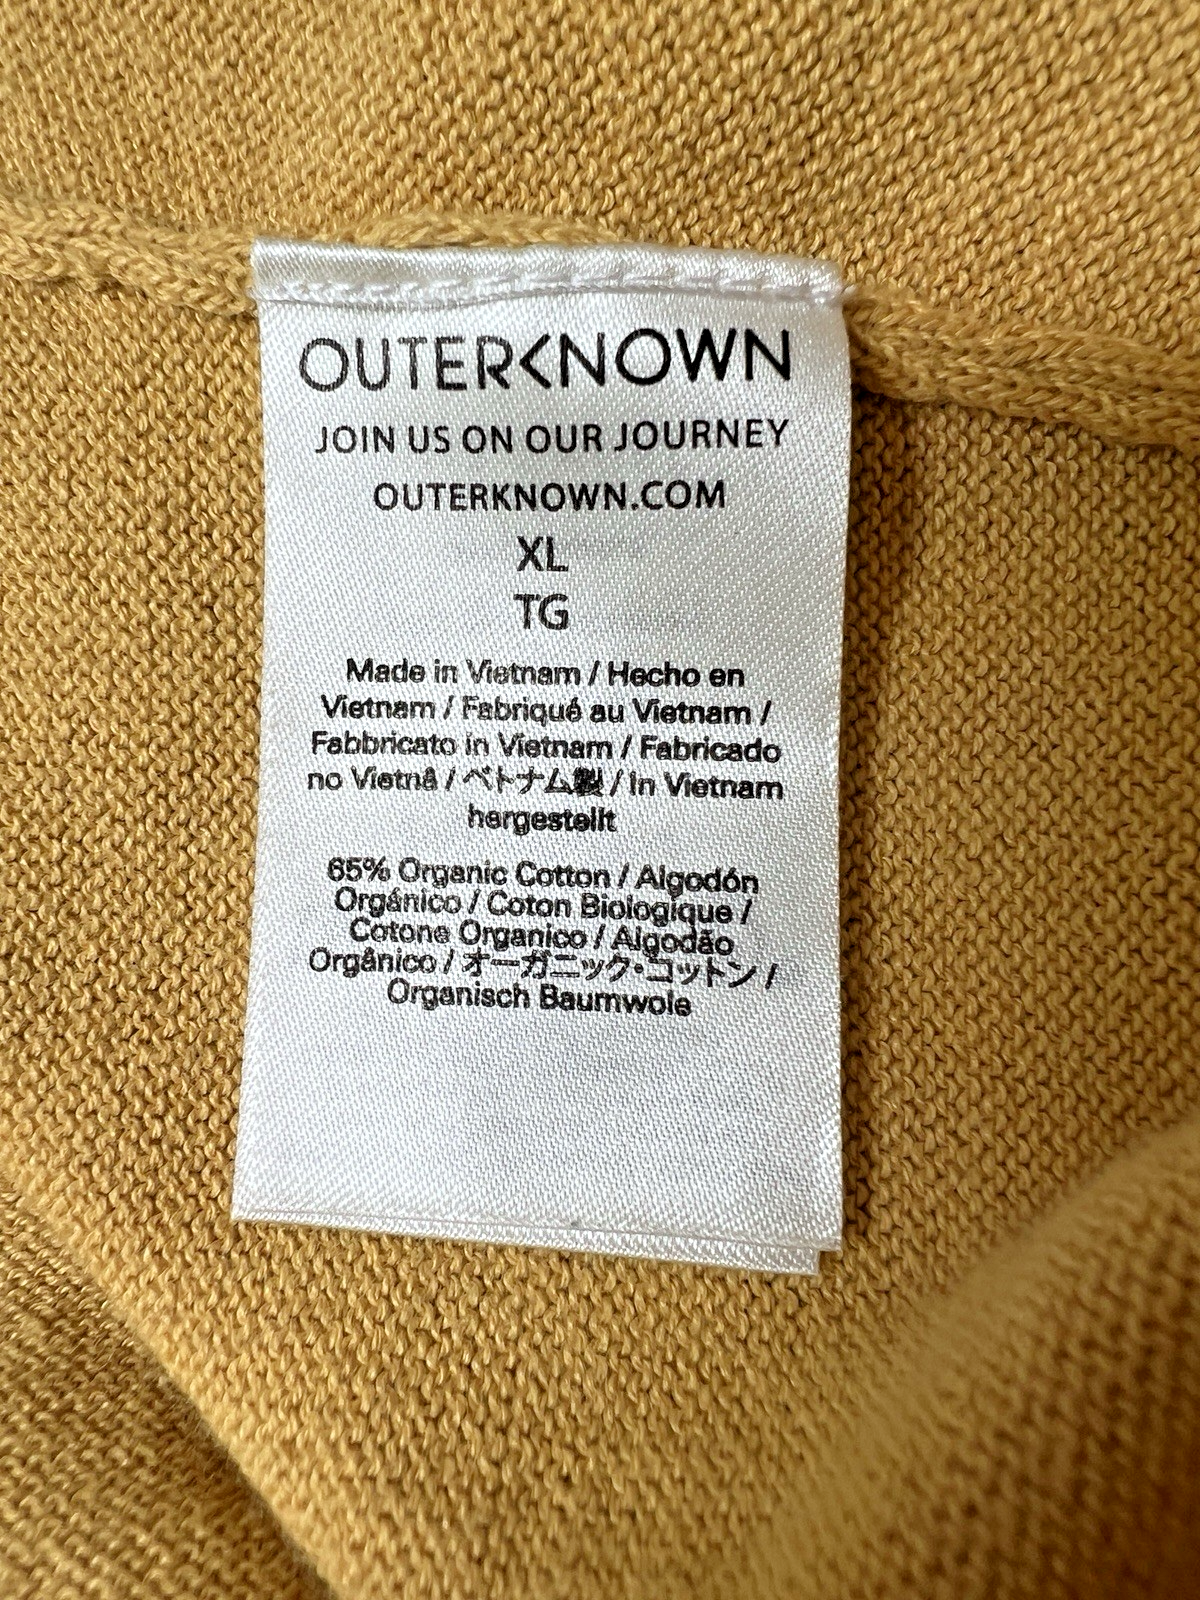 OUTERKNOWN
JOIN US ON OUR JOURNEY
OUTERKNOWN.COM
XL
TG
Made in Vietnam / Hecho en
Vietnam / Fabriqué au Vietnam /
Fabbricato in Vietnam / Fabricado
no Vietnã / ベトナム製 / In Vietnam
hergestellt
65% Organic Cotton / Algodón
Orgánico / Coton Biologique /
Cotone Organico / Algodão
Orgânico / オーガニック・コットン /
Organisch Baumwole